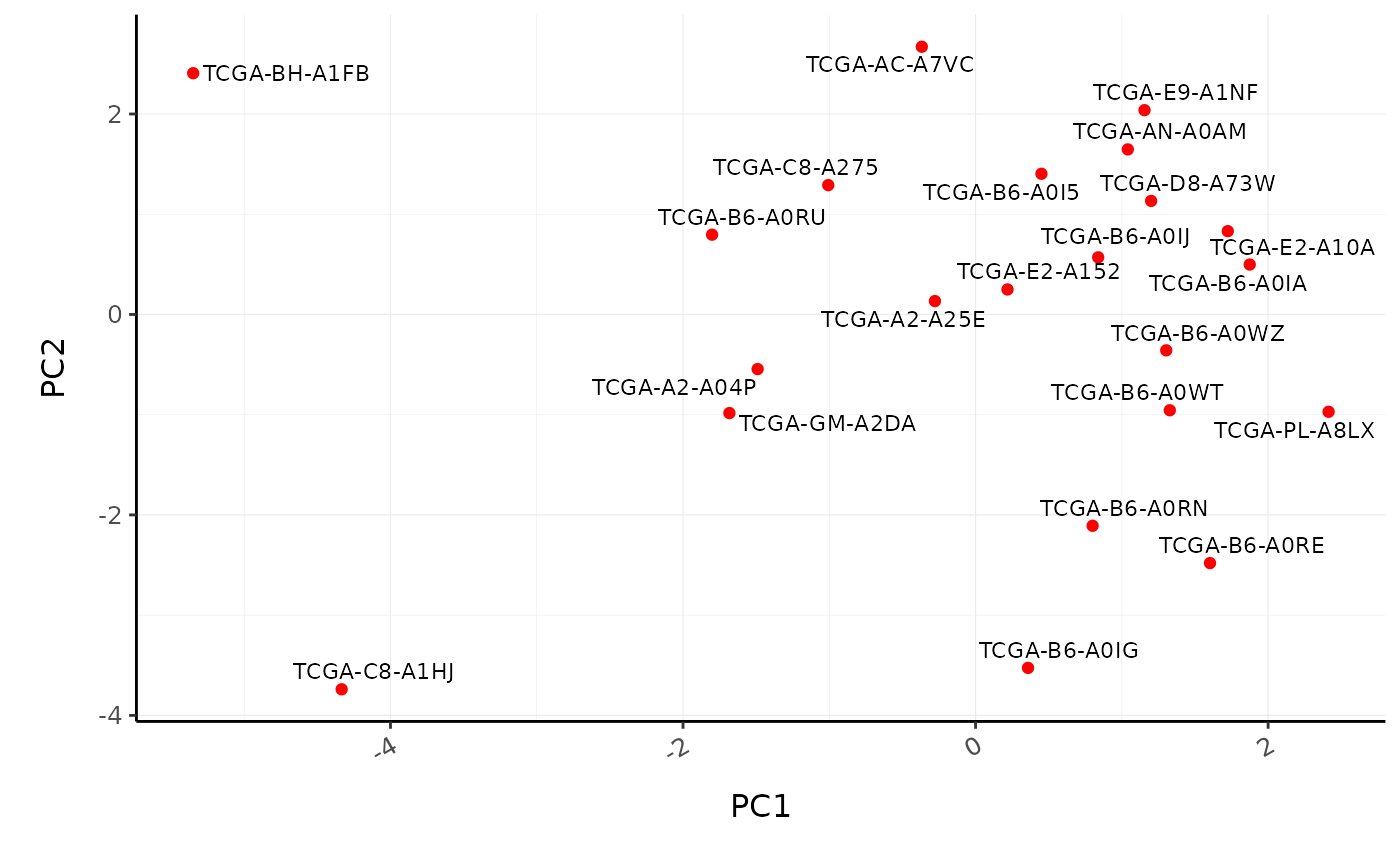 TCGA-AC-A7VC
TCGA-BH-A1FB
TCGA-E9-A1NF
2
TCGA-AN-A0AM
TCGA-C8-A275
TCGA-D8-A73W
TCGA-B6-A0I5
TCGA-B6-A0RU
TCGA-B6-A0IJ
TCGA-E2-A10A
TCGA-E2-A152
TCGA-B6-A0IA
0
TCGA-A2-A25E
TCGA-B6-A0WZ
PC2
TCGA-A2-A04P
TCGA-B6-A0WT
TCGA-GM-A2DA
TCGA-PL-A8LX
TCGA-B6-A0RN
-2
TCGA-B6-A0RE
TCGA-B6-A0IG
TCGA-C8-A1HJ
-4
-4 -2 0 2
PC1